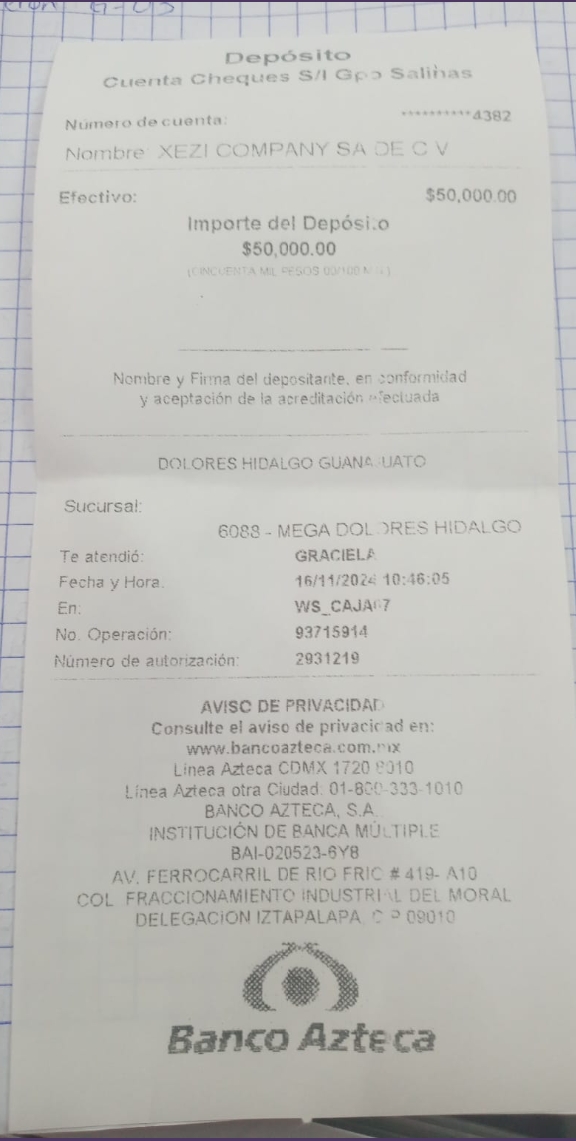 Depósito
Cuenta Cheques S/I Gpo Salinas
Número de cuenta: **********4382
Nombre: XEZI COMPANY SA DE C V
Efectivo: $50,000.00
Importe del Depósito
$50,000.00
(CINCUENTA MIL PESOS 00/100 M.N.)
Nombre y Firma del depositante, en conformidad
y aceptación de la acreditación efectuada
DOLORES HIDALGO GUANAJUATO
Sucursal:
6088 - MEGA DOLORES HIDALGO
Te atendió: GRACIELA
Fecha y Hora. 16/11/2024 10:46:05
En: WS_CAJA67
No. Operación: 93715914
Número de autorización: 2931219
AVISO DE PRIVACIDAD
Consulte el aviso de privacidad en:
www.bancoazteca.com.mx
Línea Azteca CDMX 1720 8010
Línea Azteca otra Ciudad: 01-800-333-1010
BANCO AZTECA, S.A.
INSTITUCIÓN DE BANCA MÚLTIPLE
BAI-020523-6Y8
AV. FERROCARRIL DE RIO FRIO # 419- A10
COL. FRACCIONAMIENTO INDUSTRIAL DEL MORAL
DELEGACION IZTAPALAPA, C P 09010
Banco Azteca